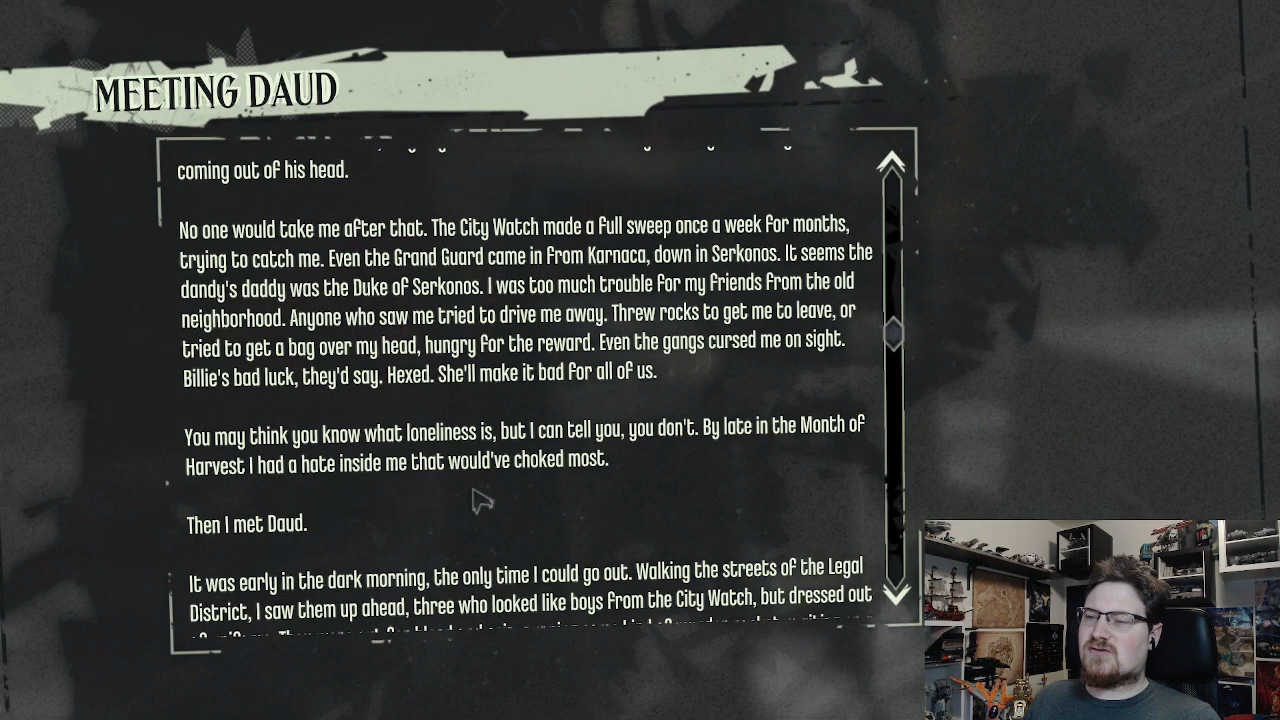 MEETING DAUD
coming out of his head.
No one would take me after that. The City Watch made a full sweep once a week for months,
trying to catch me. Even the Grand Guard came in from Karnaca, down in Serkonos. It seems the
dandy's daddy was the Duke of Serkonos. I was too much trouble for my friends from the old
neighborhood. Anyone who saw me tried to drive me away. Threw rocks to get me to leave, or
tried to get a bag over my head, hungry for the reward. Even the gangs cursed me on sight.
Billie's bad luck, they'd say. Hexed. She'll make it bad for all of us.
You may think you know what loneliness is, but I can tell you, you don't. By late in the Month of
Harvest I had a hate inside me that would've choked most.
Then I met Daud.
It was early in the dark morning, the only time I could go out. Walking the streets of the Legal
District, I saw them up ahead, three who looked like boys from the City Watch, but dressed out